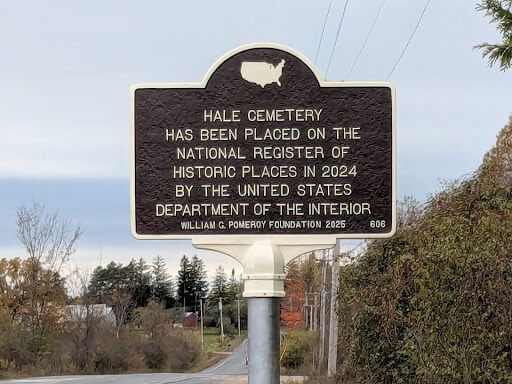 HALE CEMETERY
HAS BEEN PLACED ON THE
NATIONAL REGISTER OF
HISTORIC PLACES IN 2024
BY THE UNITED STATES
DEPARTMENT OF THE INTERIOR
WILLIAM G. POMEROY FOUNDATION 2025 606